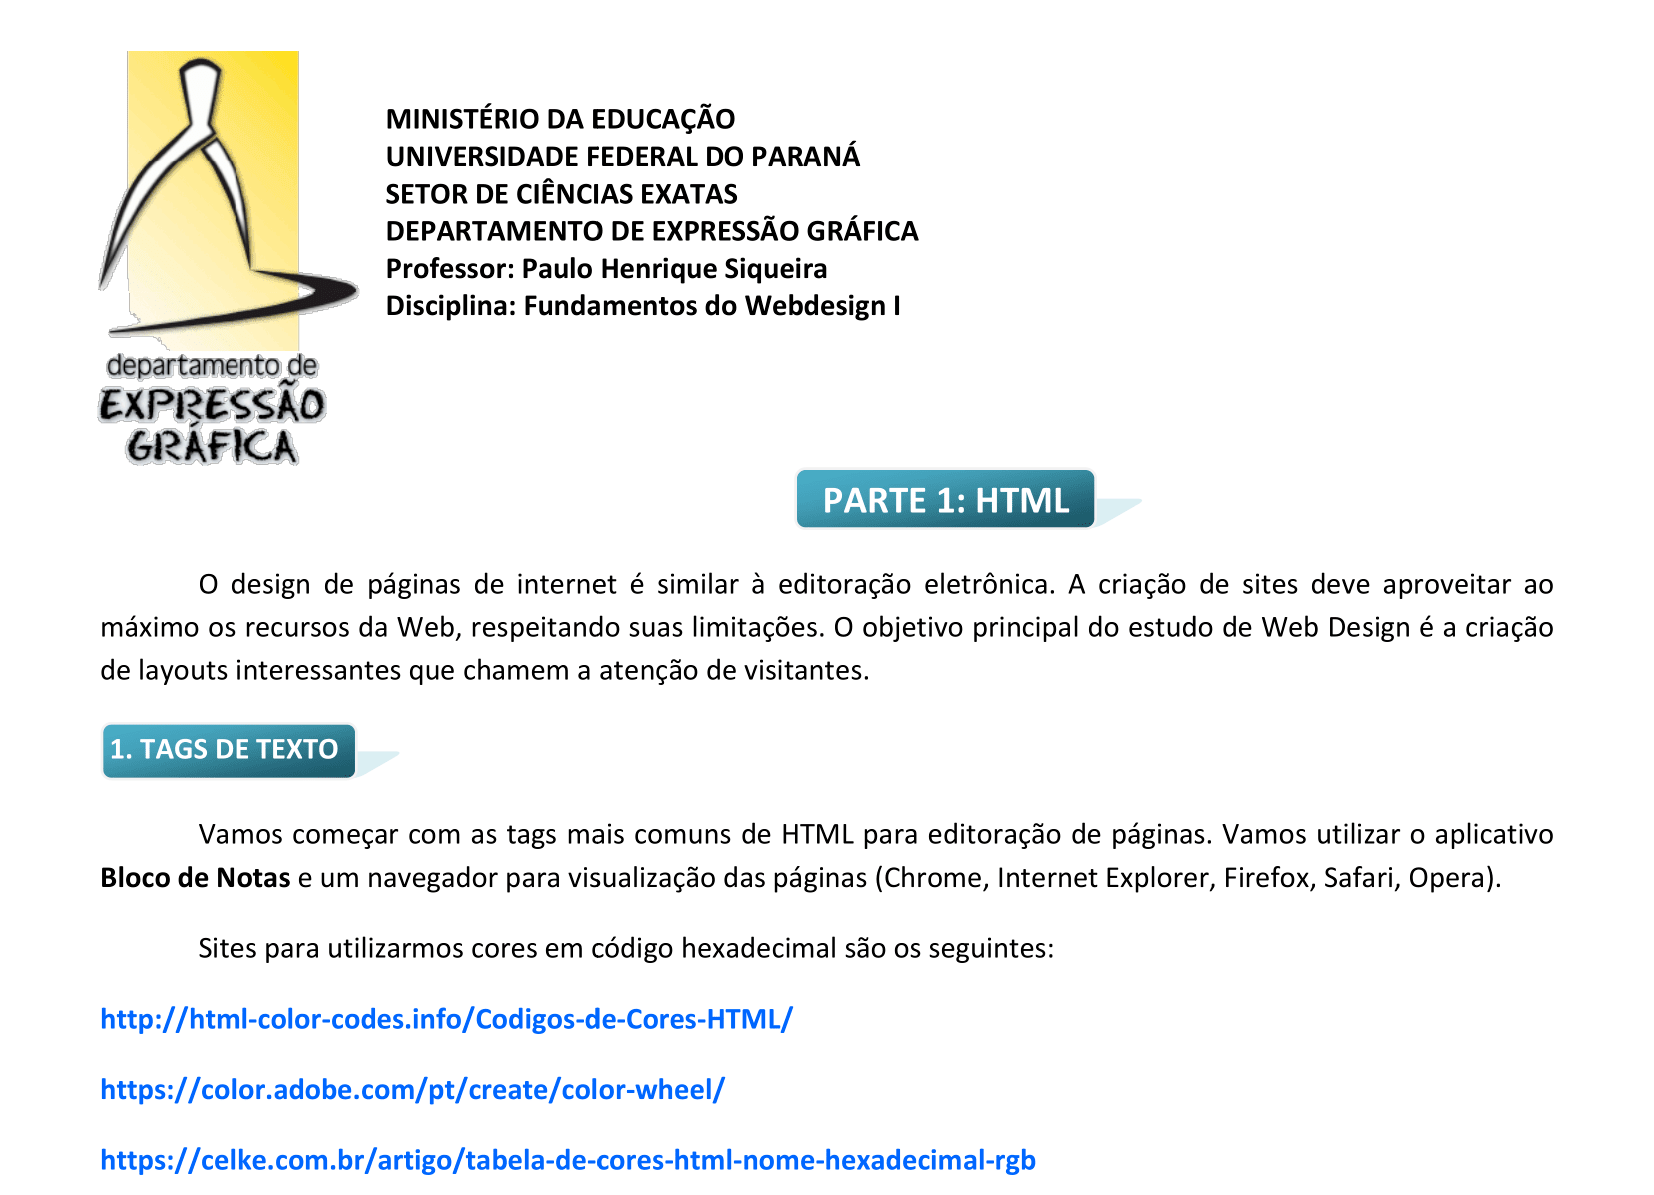 MINISTÉRIO DA EDUCAÇÃO
UNIVERSIDADE FEDERAL DO PARANÁ
SETOR DE CIÊNCIAS EXATAS
DEPARTAMENTO DE EXPRESSÃO GRÁFICA
Professor: Paulo Henrique Siqueira
Disciplina: Fundamentos do Webdesign I
departamento de
EXPRESSÃO
GRÁFICA
PARTE 1: HTML
O design de páginas de internet é similar à editoração eletrônica. A criação de sites deve aproveitar ao
máximo os recursos da Web, respeitando suas limitações. O objetivo principal do estudo de Web Design é a criação
de layouts interessantes que chamem a atenção de visitantes.
1. TAGS DE TEXTO
Vamos começar com as tags mais comuns de HTML para editoração de páginas. Vamos utilizar o aplicativo
Bloco de Notas e um navegador para visualização das páginas (Chrome, Internet Explorer, Firefox, Safari, Opera).
Sites para utilizarmos cores em código hexadecimal são os seguintes:
http://html-color-codes.info/Codigos-de-Cores-HTML/
https://color.adobe.com/pt/create/color-wheel/
https://celke.com.br/artigo/tabela-de-cores-html-nome-hexadecimal-rgb